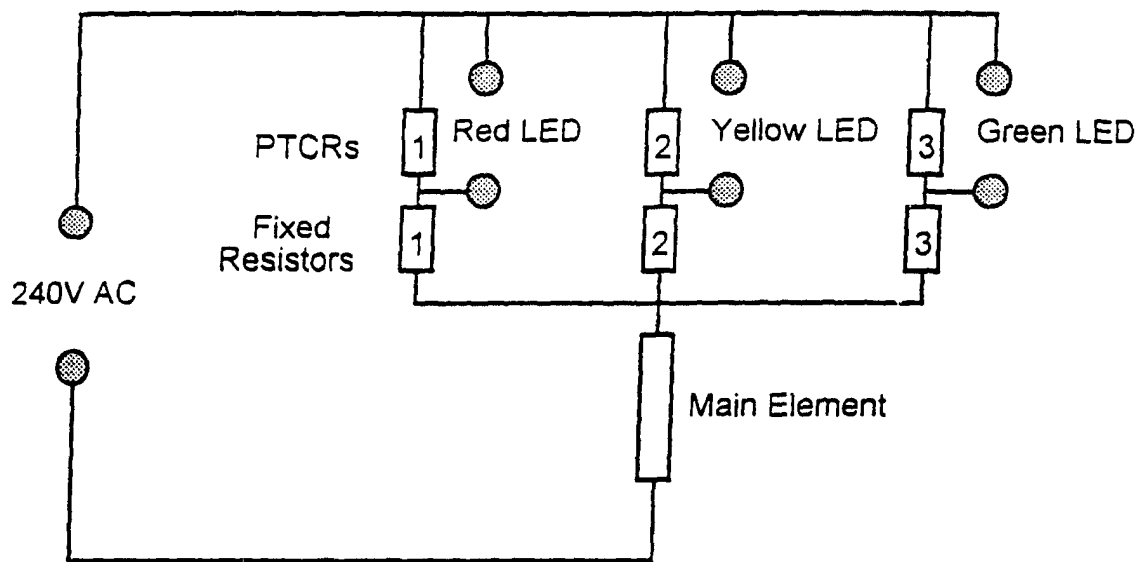 PTCRs
1
Red LED
2
Yellow LED
3
Green LED
Fixed
Resistors
1
2
3
240V AC
Main Element